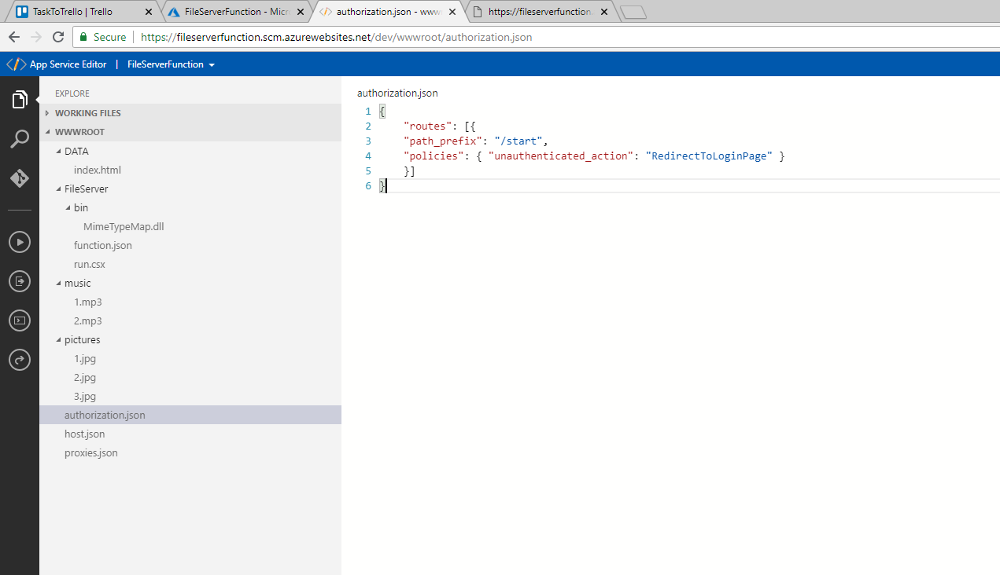 TaskToTrello | Trello
FileServerFunction - Micr
authorization.json - www
https://fileserverfunction.
Secure | https://fileserverfunction.scm.azurewebsites.net/dev/wwwroot/authorization.json
</> App Service Editor | FileServerFunction
EXPLORE
WORKING FILES
WWWROOT
DATA
index.html
FileServer
bin
MimeTypeMap.dll
function.json
run.csx
music
1.mp3
2.mp3
pictures
1.jpg
2.jpg
3.jpg
authorization.json
host.json
proxies.json
authorization.json
1 {
2 "routes": [{
3 "path_prefix": "/start",
4 "policies": { "unauthenticated_action": "RedirectToLoginPage" }
5 }]
6 }